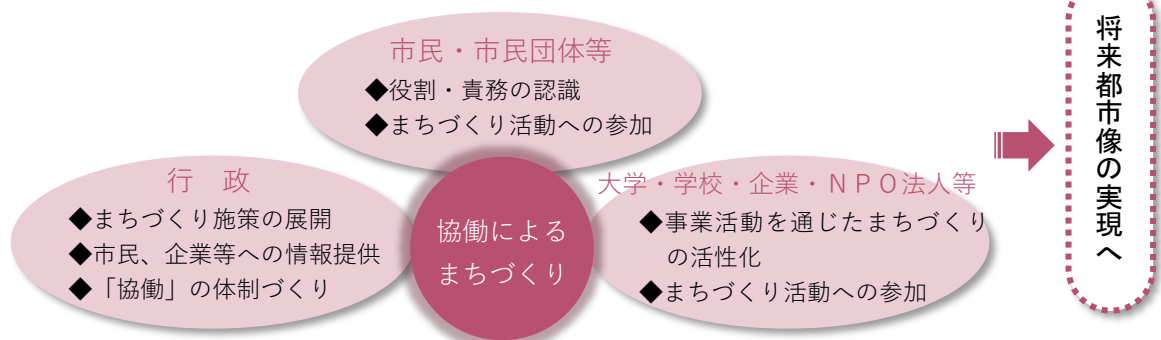 市民・市民団体等
◆役割・責務の認識
◆まちづくり活動への参加
行 政
◆まちづくり施策の展開
◆市民、企業等への情報提供
◆「協働」の体制づくり
協働による
まちづくり
大学・学校・企業・ＮＰＯ法人等
◆事業活動を通じたまちづくり
の活性化
◆まちづくり活動への参加
将来都市像の実現へ